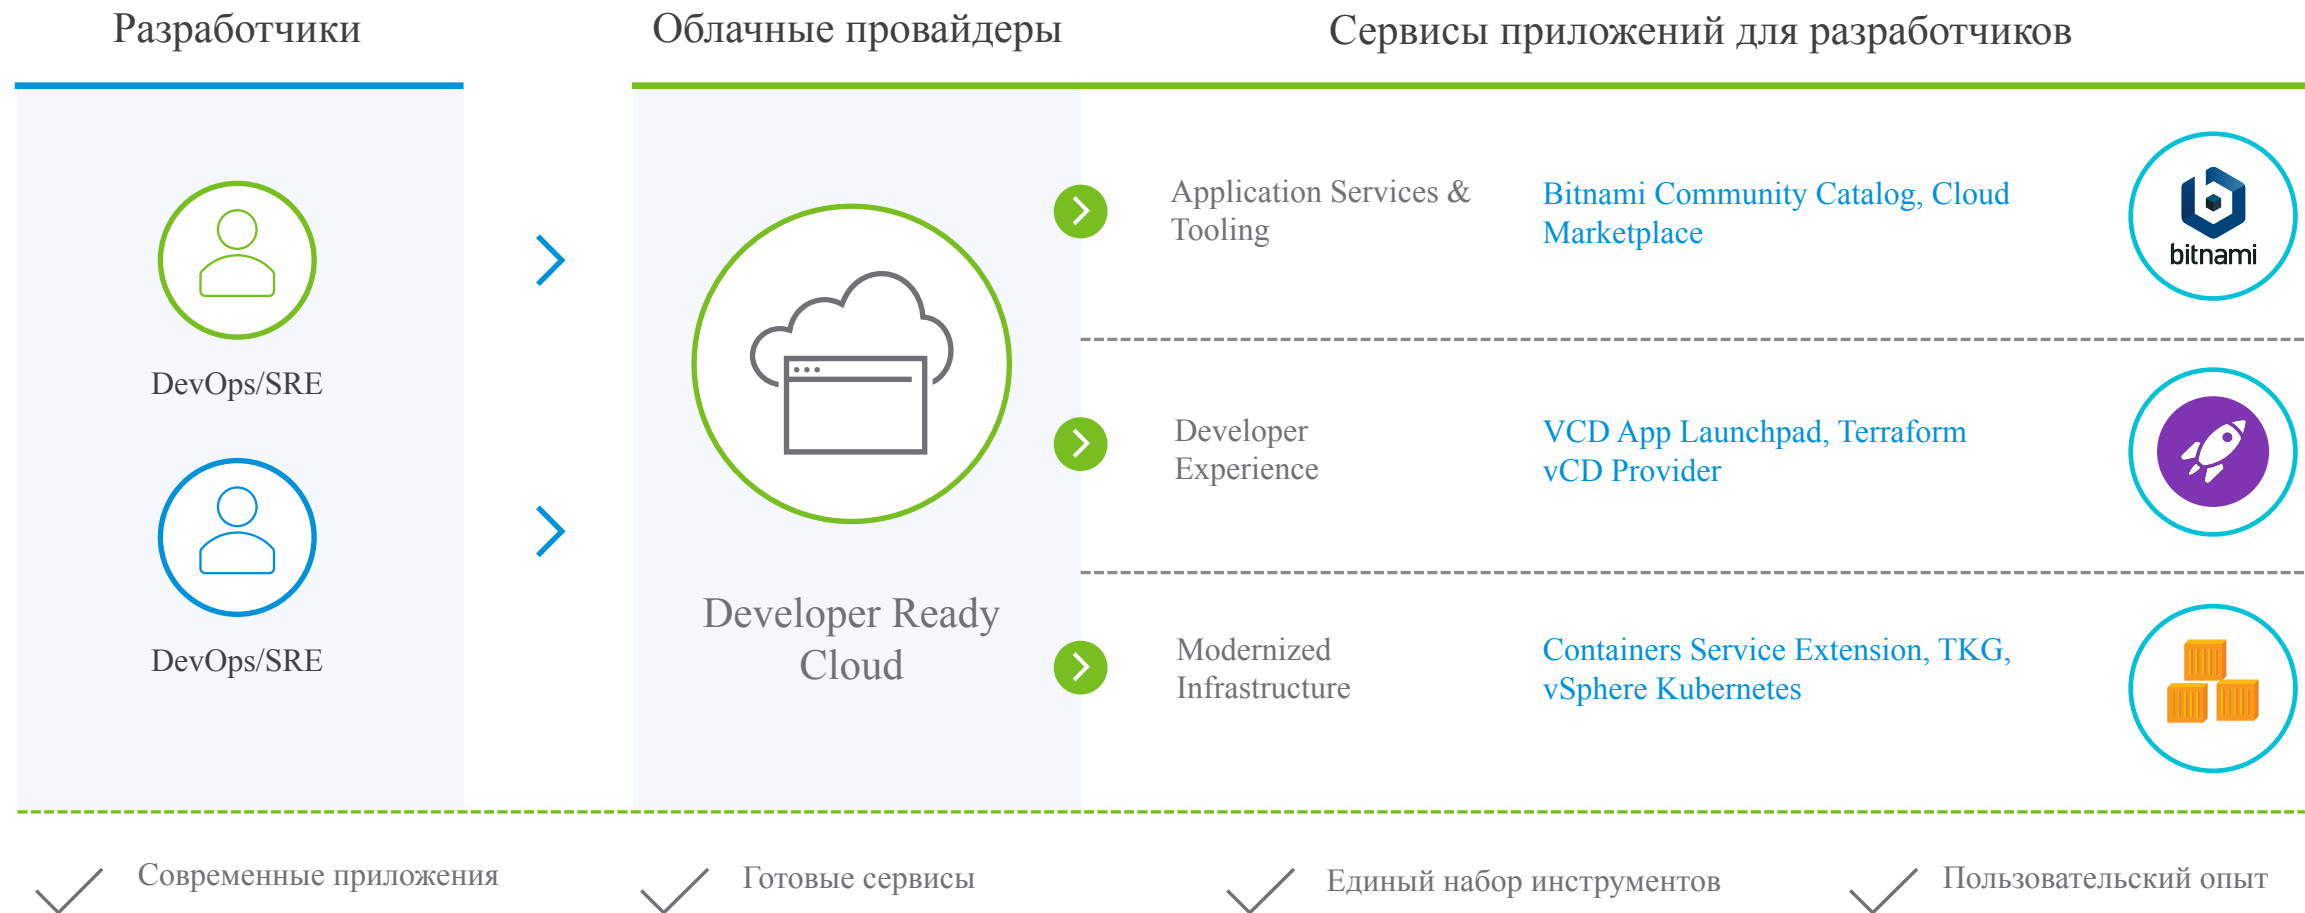 Разработчики
Облачные провайдеры
Сервисы приложений для разработчиков
DevOps/SRE
DevOps/SRE
Developer Ready
Cloud
Application Services &
Tooling
Bitnami Community Catalog, Cloud
Marketplace
bitnami
Developer
Experience
VCD App Launchpad, Terraform
vCD Provider
Modernized
Infrastructure
Containers Service Extension, TKG,
vSphere Kubernetes
Современные приложения
Готовые сервисы
Единый набор инструментов
Пользовательский опыт